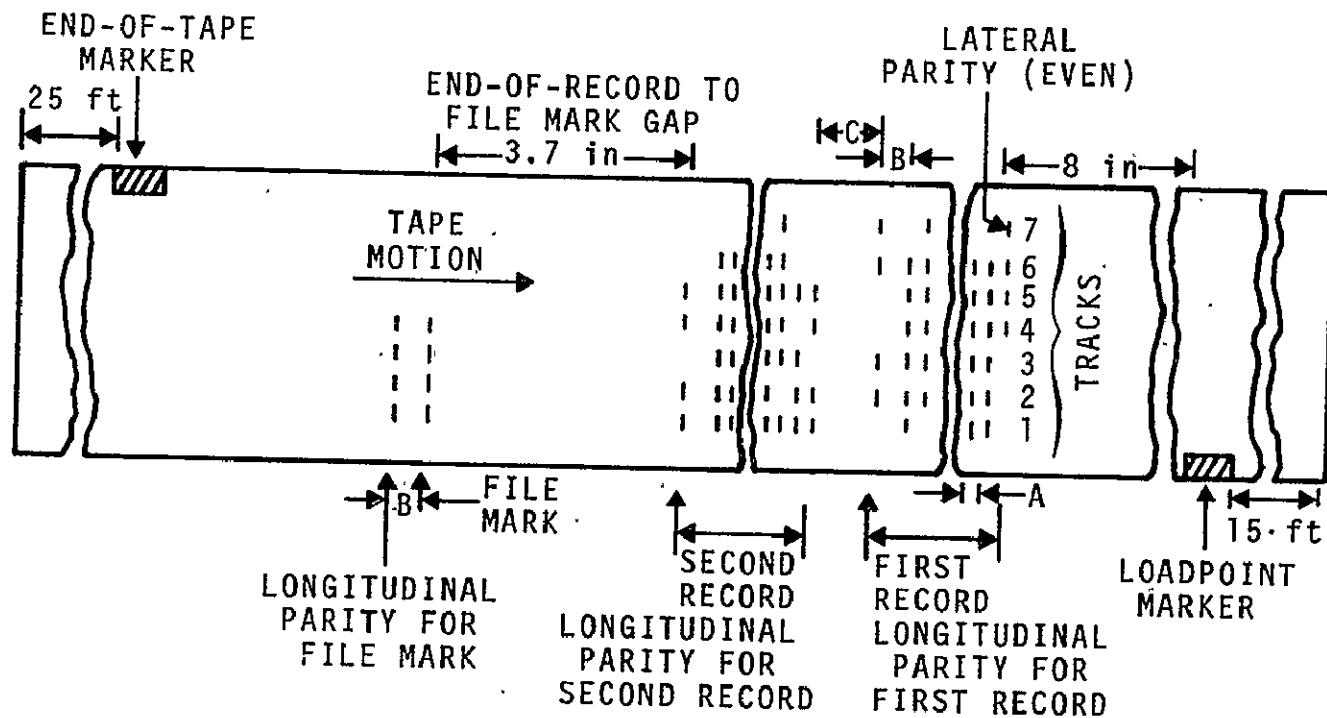 END-OF-TAPE
MARKER
25 ft
END-OF-RECORD TO
FILE MARK GAP
3.7 in
C
B
LATERAL
PARITY (EVEN)
8 in
TAPE
MOTION
7
6
5
4
3
2
1
TRACKS
B
FILE
MARK
A
15 ft
LONGITUDINAL
PARITY FOR
FILE MARK
SECOND
RECORD
LONGITUDINAL
PARITY FOR
SECOND RECORD
FIRST
RECORD
LONGITUDINAL
PARITY FOR
FIRST RECORD
LOADPOINT
MARKER